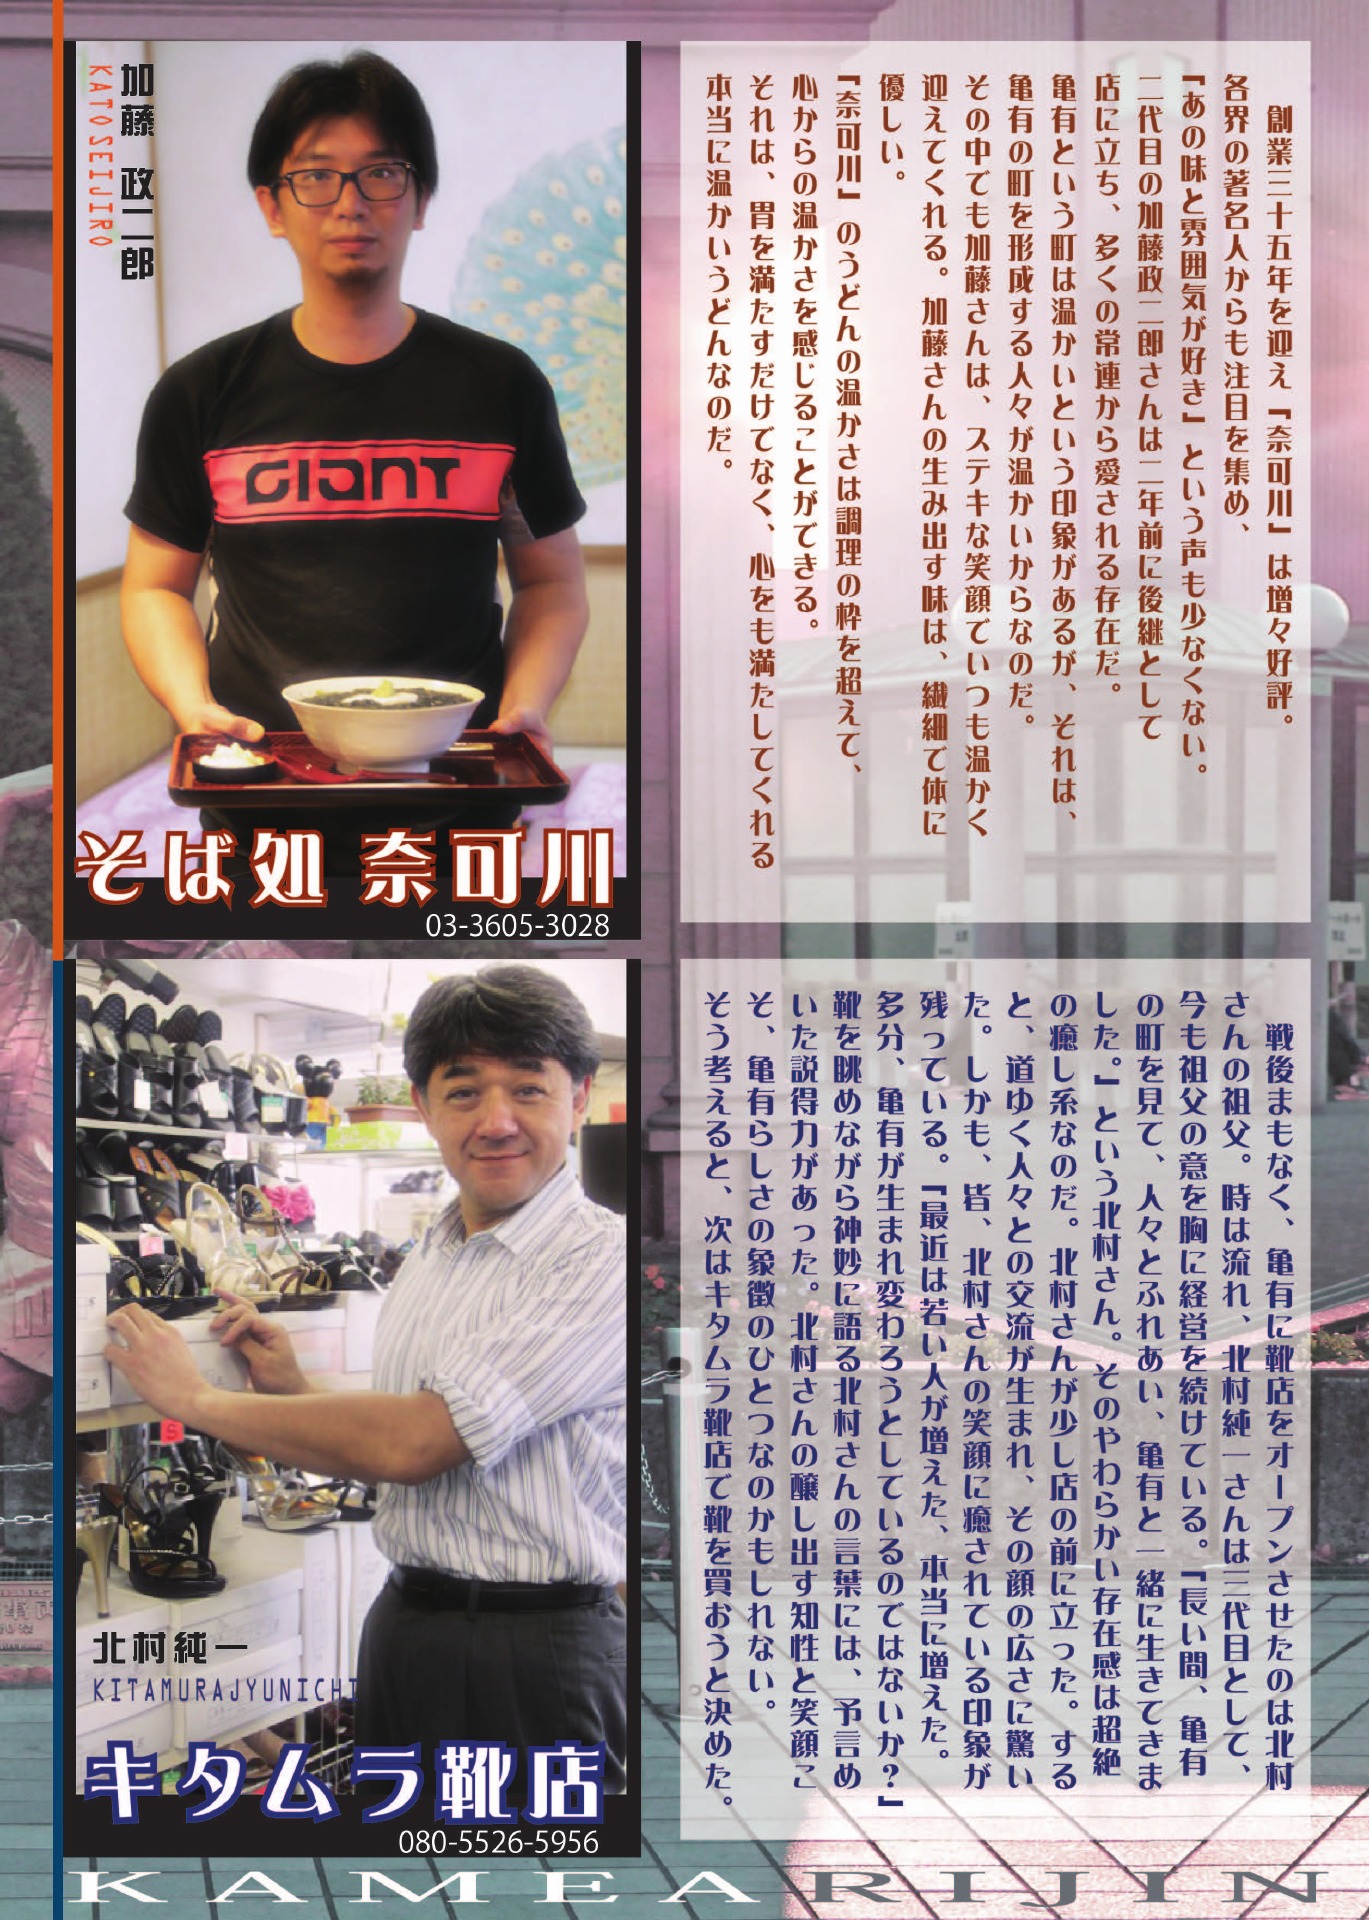 加藤 政二郎
KATO SEIJIRO
GIANT
そば処 奈可川
03-3605-3028
創業三十五年を迎え『奈可川』は増々好評。
各界の著名人からも注目を集め、
『あの味と雰囲気が好き』という声も少なくない。
二代目の加藤政二郎さんは二年前に後継として
店に立ち、多くの常連から愛される存在だ。
亀有という町は温かいという印象があるが、それは、
亀有の町を形成する人々が温かいからなのだ。
その中でも加藤さんは、ステキな笑顔でいつも温かく
迎えてくれる。加藤さんの生み出す味は、繊細で体に
優しい。
『奈可川』のうどんの温かさは調理の枠を超えて、
心からの温かさを感じることができる。
それは、胃を満たすだけでなく、心をも満たしてくれる
本当に温かいうどんなのだ。
北村純一
KITAMURAJYUNICHI
キタムラ靴店
080-5526-5956
戦後まもなく、亀有に靴店をオープンさせたのは北村
さんの祖父。時は流れ、北村純一さんは三代目として、
今も祖父の意を胸に経営を続けている。『長い間、亀有
の町を見て、人々とふれあい、亀有と一緒に生きてきま
した。』という北村さん。そのやわらかい存在感は超絶
の癒し系なのだ。北村さんが少し店の前に立った。する
と、道ゆく人々との交流が生まれ、その顔の広さに驚い
た。しかも、皆、北村さんの笑顔に癒されている印象が
残っている。『最近は若い人が増えた、本当に増えた。
多分、亀有が生まれ変わろうとしているのではないか？』
靴を眺めながら神妙に語る北村さんの言葉には、予言め
いた説得力があった。北村さんの醸し出す知性と笑顔こ
そ、亀有らしさの象徴のひとつなのかもしれない。
そう考えると、次はキタムラ靴店で靴を買おうと決めた。
KAMEARIJIN